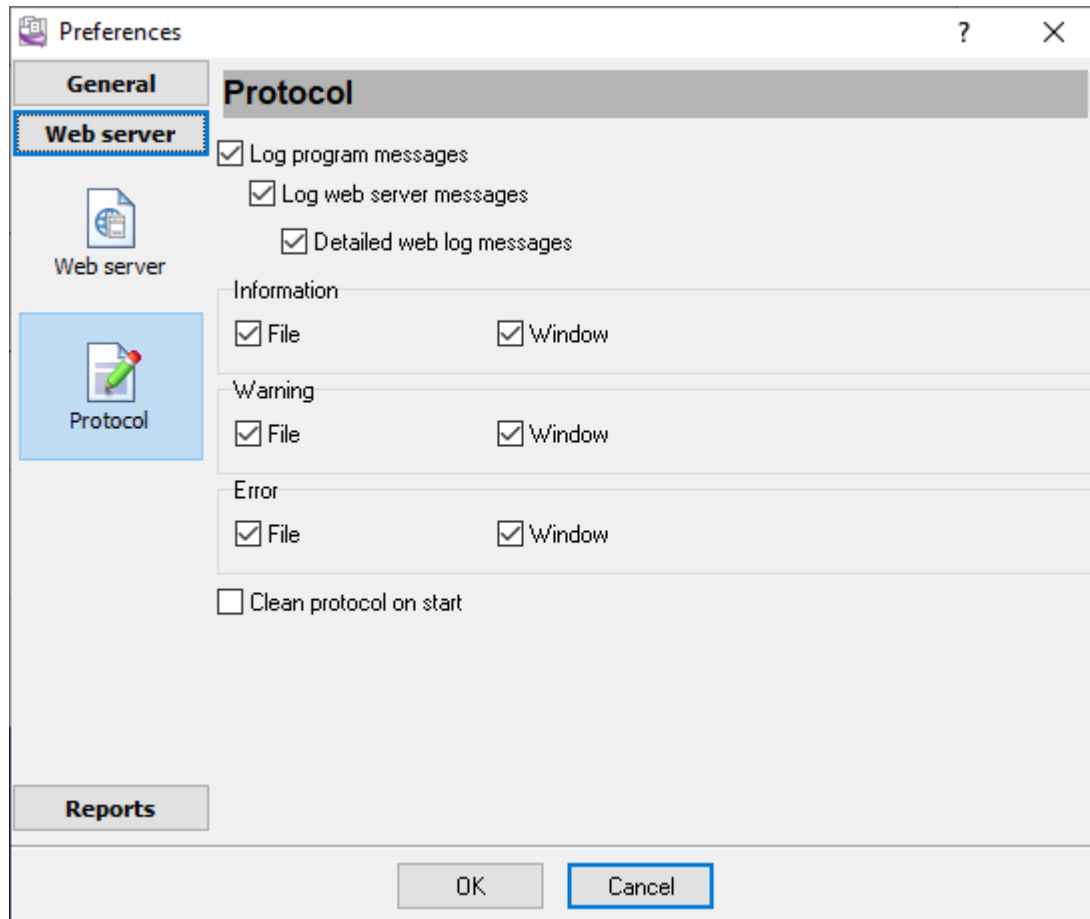 Preferences
?
General
Web server
Web server
Protocol
Reports
Protocol
Log program messages
Log web server messages
Detailed web log messages
Information
File Window
Warning
File Window
Error
File Window
Clean protocol on start
OK Cancel